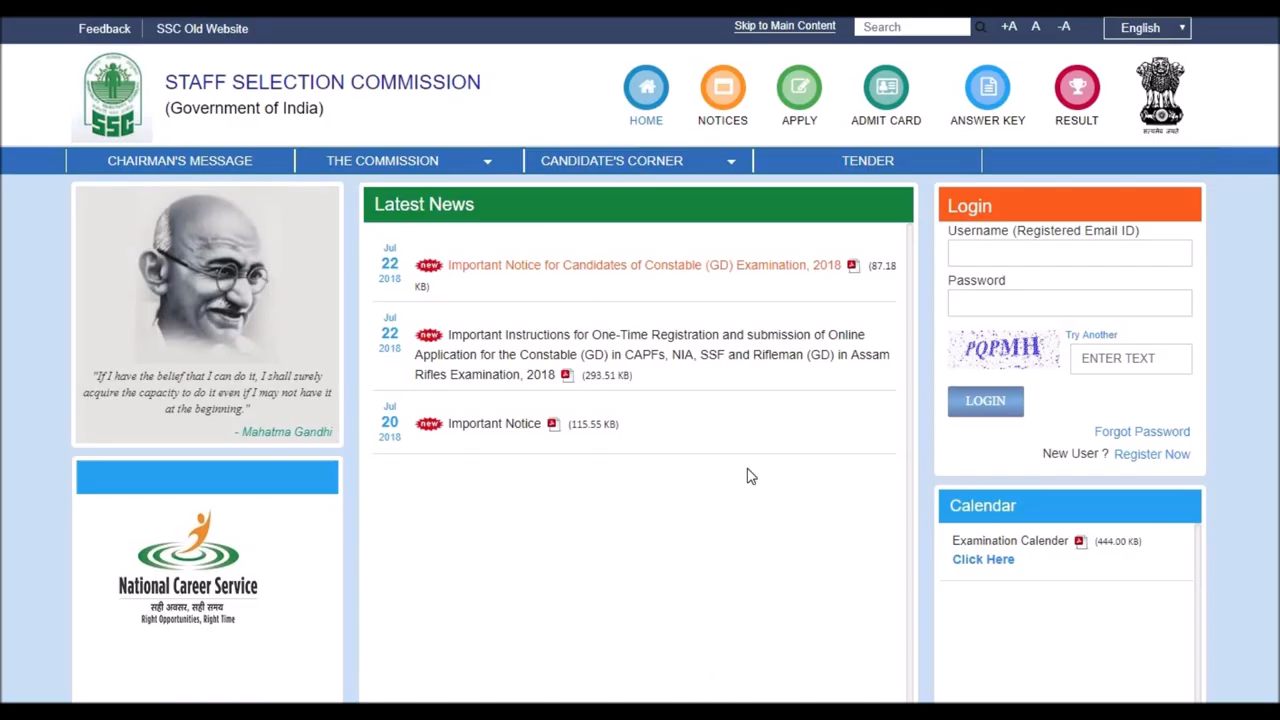 Feedback
SSC Old Website
Skip to Main Content
Search
+A
A
-A
English
STAFF SELECTION COMMISSION
(Government of India)
SSC
HOME
NOTICES
APPLY
ADMIT CARD
ANSWER KEY
RESULT
सत्यमेव जयते
CHAIRMAN'S MESSAGE
THE COMMISSION
CANDIDATE'S CORNER
TENDER
"If I have the belief that I can do it, I shall surely
acquire the capacity to do it even if I may not have it
at the beginning."
- Mahatma Gandhi
National Career Service
सही अवसर, सही समय
Right Opportunities, Right Time
Latest News
Jul
22
2018
new Important Notice for Candidates of Constable (GD) Examination, 2018 (87.18
KB)
Jul
22
2018
new Important Instructions for One-Time Registration and submission of Online
Application for the Constable (GD) in CAPFs, NIA, SSF and Rifleman (GD) in Assam
Rifles Examination, 2018 (293.51 KB)
Jul
20
2018
new Important Notice (115.55 KB)
Login
Username (Registered Email ID)
Password
PQPMH
Try Another
ENTER TEXT
LOGIN
Forgot Password
New User ? Register Now
Calendar
Examination Calender (444.00 KB)
Click Here